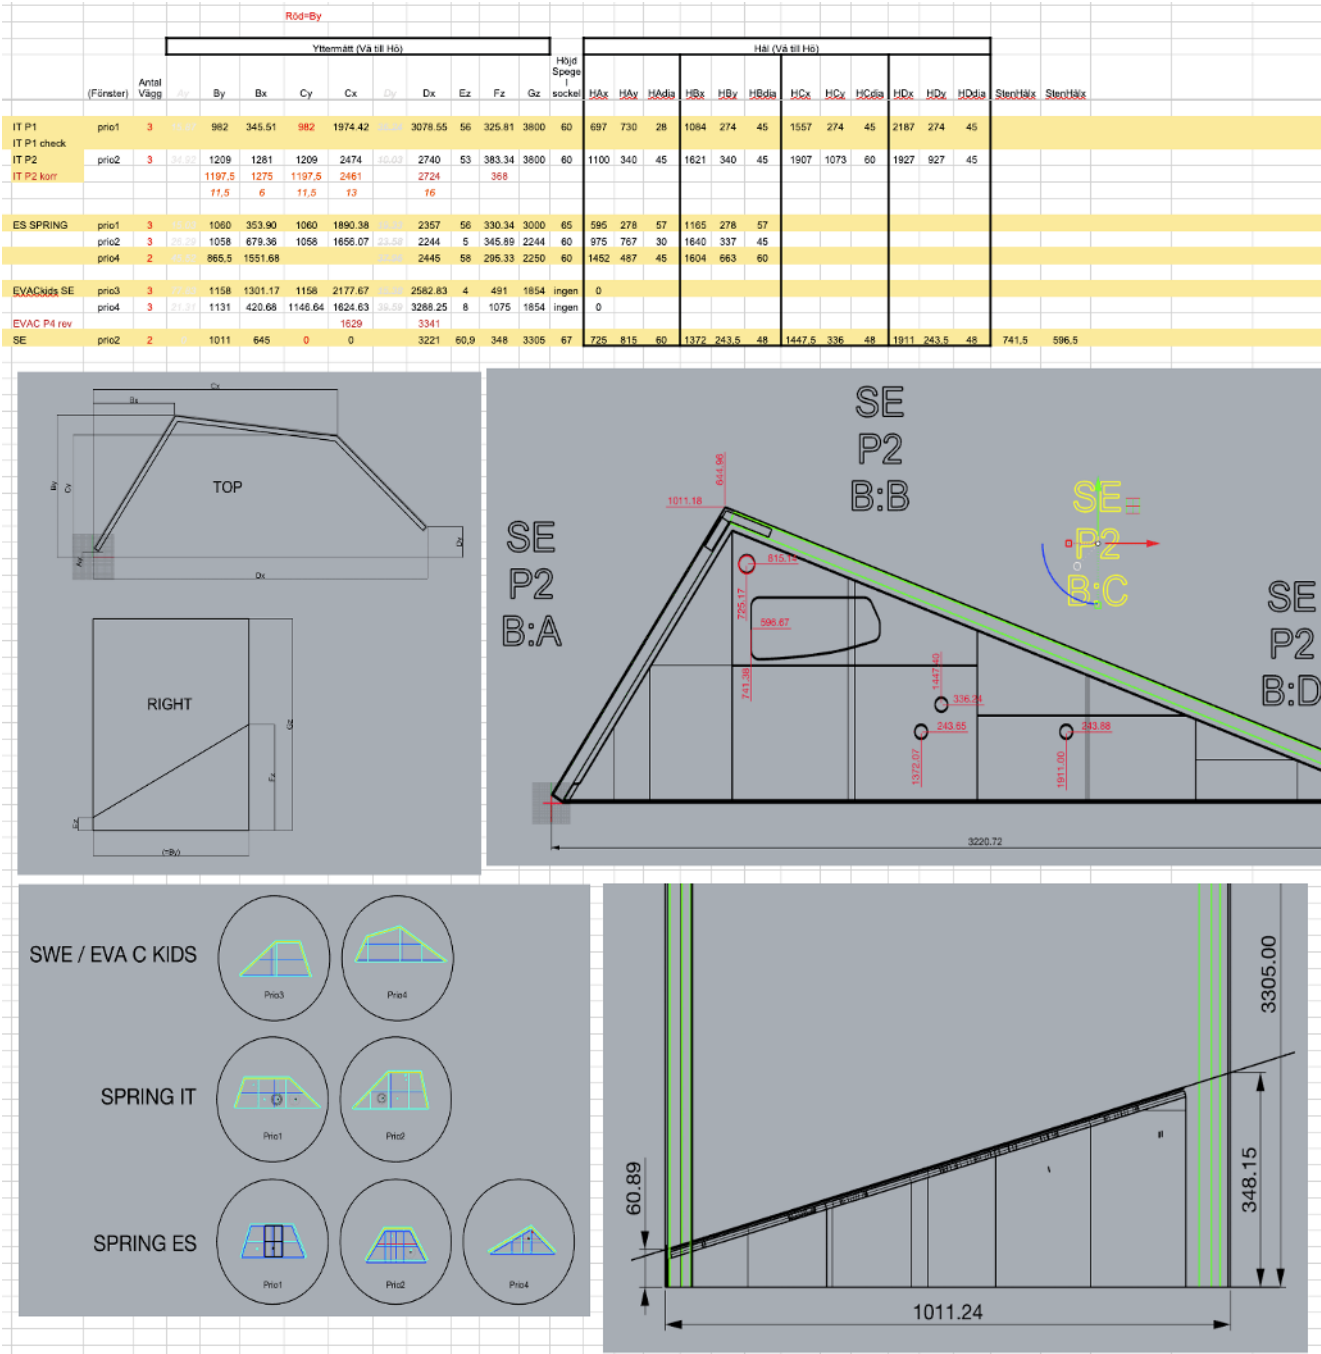 Röd=By
Yttermått (Vä till Hö) Hål (Vä till Hö)
(Fönster) Antal Vägg Ay By Bx Cy Cx Dy Dx Ez Fz Gz Höjd Spegel sockel HAx HAy HAdia HBx HBy HBdia HCx HCy HCdia HDx HDy HDdia StenHålx StenHålx
IT P1 prio1 3 982 345.51 982 1974.42 3078.55 56 325.81 3800 60 697 730 28 1084 274 45 1557 274 45 2187 274 45
IT P1 check
IT P2 prio2 3 1209 1281 1209 2474 2740 53 383.34 3800 60 1100 340 45 1621 340 45 1907 1073 60 1927 927 45
IT P2 korr 1197,5 1275 1197,5 2461 2724 368
11,5 6 11,5 13 16
ES SPRING prio1 3 1060 353.90 1060 1890.38 2357 56 330.34 3000 65 595 278 57 1165 278 57
prio2 3 1058 679.36 1058 1656.07 2244 5 345.89 2244 60 975 767 30 1640 337 45
prio4 2 865,5 1551.68 2445 58 295.33 2250 60 1452 487 45 1604 663 60
EVACkids SE prio3 3 1158 1301.17 1158 2177.67 2582.83 4 491 1854 ingen 0
prio4 3 1131 420.68 1146.64 1624.63 3288.25 8 1075 1854 ingen 0
EVAC P4 rev 1629 3341
SE prio2 2 1011 645 0 0 3221 60,9 348 3305 67 725 815 60 1372 243,5 48 1447,5 336 48 1911 243,5 48 741,5 596,5
Cx
Bx
By
Cy
TOP
Ax
Dy
Dx
RIGHT
Gz
Fz
Ez
(=By)
SE
P2
B:A
SE
P2
B:B
SE
P2
B:C
SE
P2
B:D
644.96
1011.18
815.14
725.17
596.67
741.38
1447.40
336.24
243.65
1372.07
243.88
1911.00
3220.72
SWE / EVA C KIDS
Prio3
Prio4
SPRING IT
Prio1
Prio2
SPRING ES
Prio1
Prio2
Prio4
3305.00
60.89
348.15
1011.24